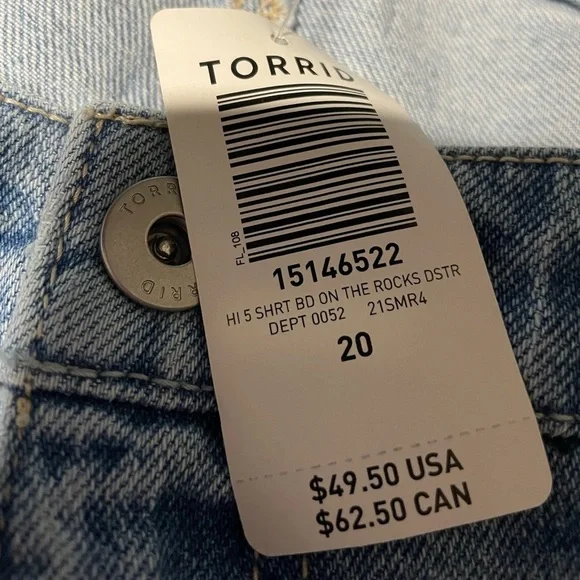 TORRID
FL_108
15146522
HI 5 SHRT BD ON THE ROCKS DSTR
DEPT 0052 21SMR4
20
$49.50 USA
$62.50 CAN
TORRID